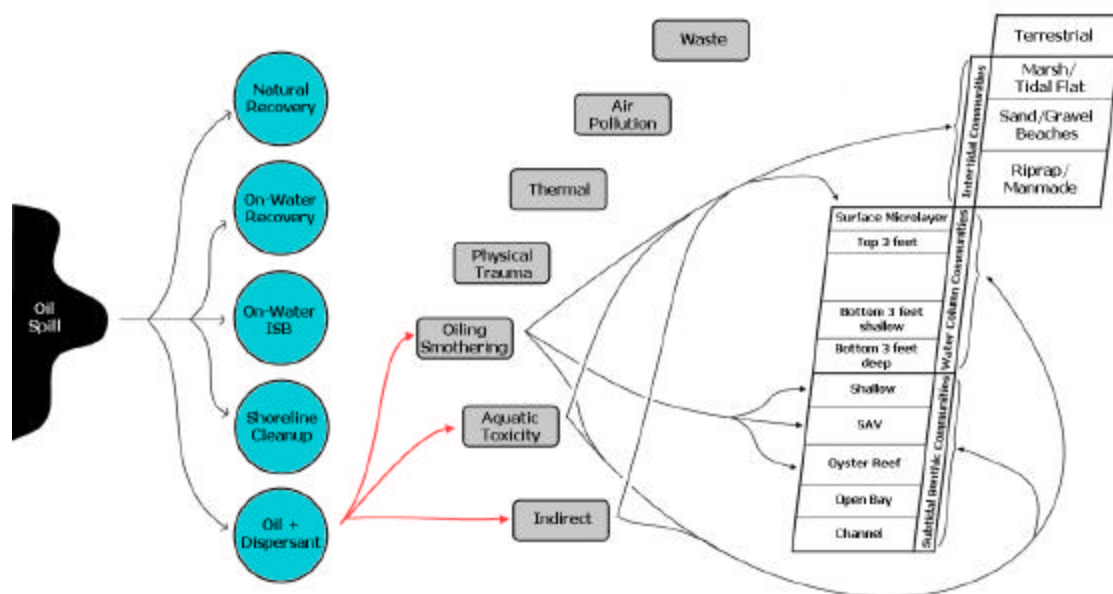 Oil
Spill
Natural
Recovery
On-Water
Recovery
On-Water
ISB
Shoreline
Cleanup
Oil +
Dispersant
Waste
Air
Pollution
Thermal
Physical
Trauma
Oiling
Smothering
Aquatic
Toxicity
Indirect
Terrestrial
Marsh/
Tidal Flat
Sand/Gravel
Beaches
Riprap/
Manmade
Intertidal Communities
Surface Microlayer
Top 3 feet
Bottom 3 feet
shallow
Bottom 3 feet
deep
Water Column Communities
Shallow
SAV
Oyster Reef
Open Bay
Channel
Subtidal Benthic Communities